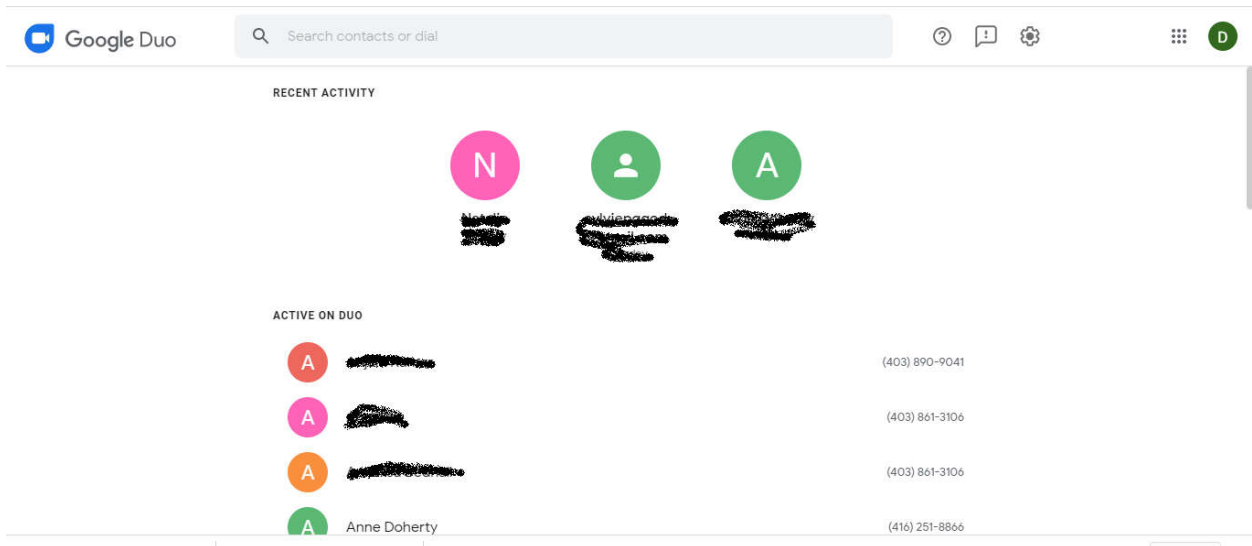 Google Duo
Search contacts or dial
D
RECENT ACTIVITY
N
A
ACTIVE ON DUO
A
(403) 890-9041
A
(403) 861-3106
A
(403) 861-3106
A
Anne Doherty
(416) 251-8866